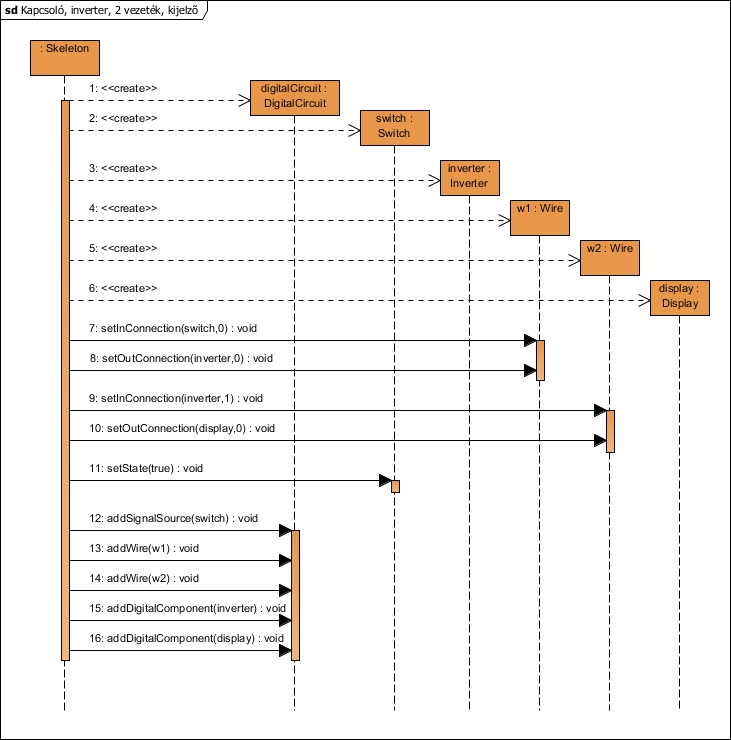 sd Kapcsoló, inverter, 2 vezeték, kijelző
: Skeleton
1: <<create>>
digitalCircuit :
DigitalCircuit
2: <<create>>
switch :
Switch
3: <<create>>
inverter :
Inverter
4: <<create>>
w1 : Wire
5: <<create>>
w2 : Wire
6: <<create>>
display :
Display
7: setInConnection(switch,0) : void
8: setOutConnection(inverter,0) : void
9: setInConnection(inverter,1) : void
10: setOutConnection(display,0) : void
11: setState(true) : void
12: addSignalSource(switch) : void
13: addWire(w1) : void
14: addWire(w2) : void
15: addDigitalComponent(inverter) : void
16: addDigitalComponent(display) : void